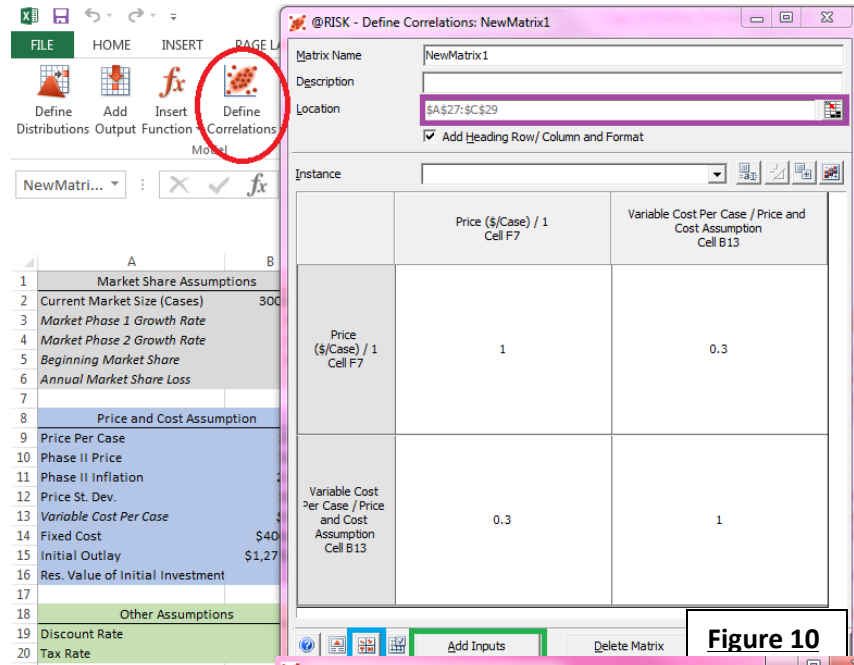 @RISK - Define Correlations: NewMatrix1
FILE HOME INSERT PAGE LA
Define Distributions
Add Output
Insert Function
Define Correlations
Model
NewMatri...
fx
A B
1 Market Share Assumptions
2 Current Market Size (Cases) 300
3 Market Phase 1 Growth Rate
4 Market Phase 2 Growth Rate
5 Beginning Market Share
6 Annual Market Share Loss
7
8 Price and Cost Assumption
9 Price Per Case
10 Phase II Price
11 Phase II Inflation 2
12 Price St. Dev.
13 Variable Cost Per Case $
14 Fixed Cost $40
15 Initial Outlay $1,27
16 Res. Value of Initial Investment
17
18 Other Assumptions
19 Discount Rate
20 Tax Rate
Matrix Name NewMatrix1
Description
Location $A$27:$C$29
Add Heading Row/ Column and Format
Instance
Price ($/Case) / 1
Cell F7
Variable Cost Per Case / Price and
Cost Assumption
Cell B13
Price
($/Case) / 1
Cell F7
1 0.3
Variable Cost
Per Case / Price
and Cost
Assumption
Cell B13
0.3 1
Add Inputs Delete Matrix
Figure 10